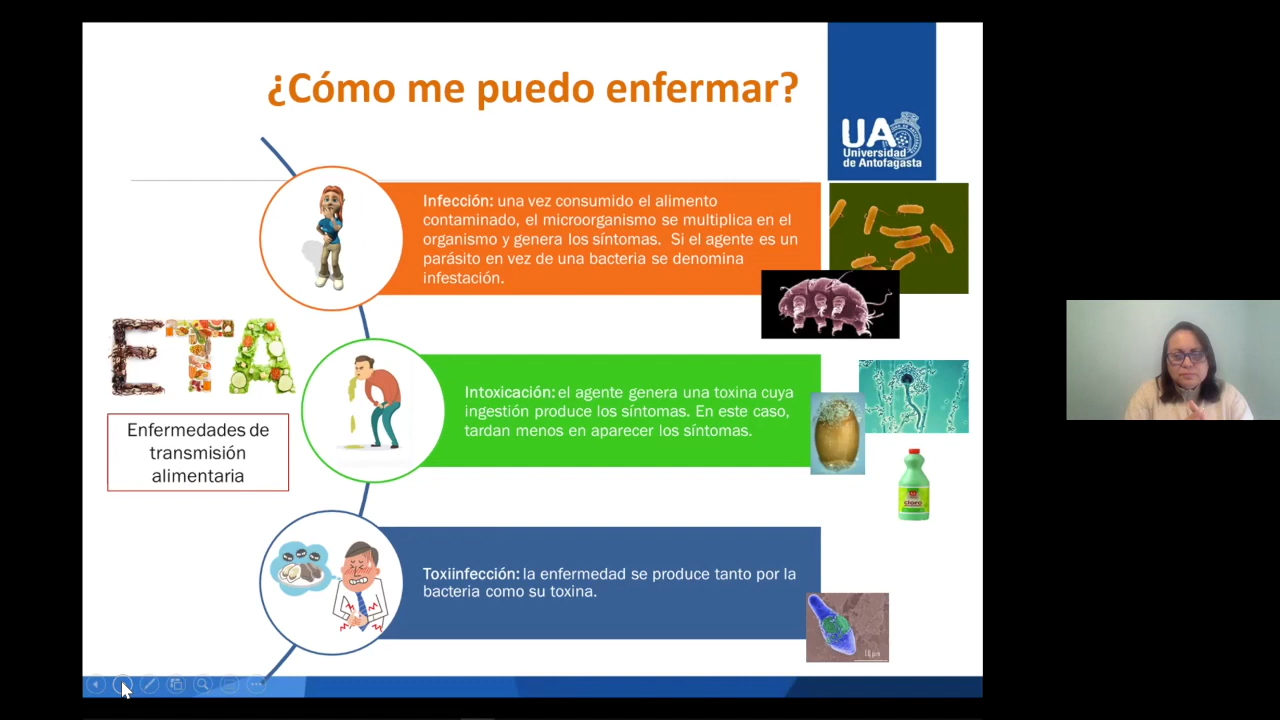 ¿Cómo me puedo enfermar?
UA
Universidad
de Antofagasta
Infección: una vez consumido el alimento
contaminado, el microorganismo se multiplica en el
organismo y genera los síntomas. Si el agente es un
parásito en vez de una bacteria se denomina
infestación.
ETA
Enfermedades de
transmisión
alimentaria
Intoxicación: el agente genera una toxina cuya
ingestión produce los síntomas. En este caso,
tardan menos en aparecer los síntomas.
cloro
Toxiinfección: la enfermedad se produce tanto por la
bacteria como su toxina.